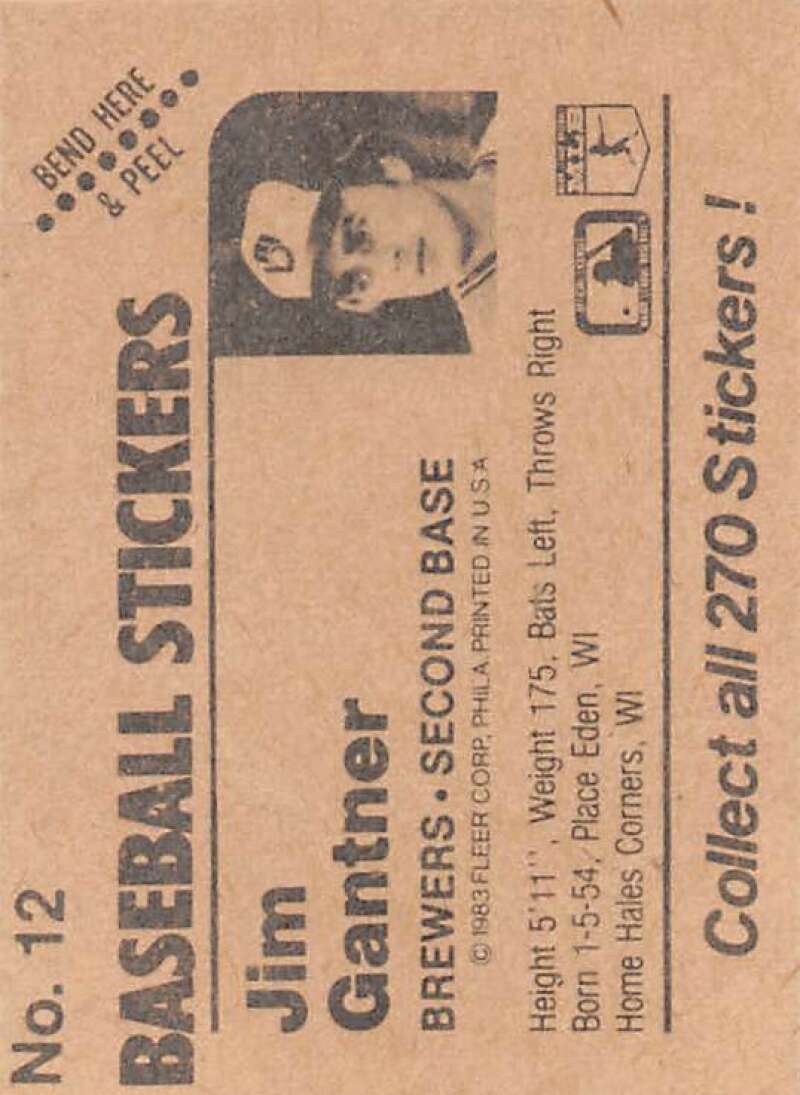 No. 12
BEND HERE
& PEEL
BASEBALL STICKERS
Jim
Gantner
BREWERS • SECOND BASE
© 1983 FLEER CORP., PHILA. PRINTED IN U.S.A
Height 5'11", Weight 175, Bats Left, Throws Right
Born 1-5-54, Place Eden, WI
Home Hales Corners, WI
Collect all 270 Stickers!